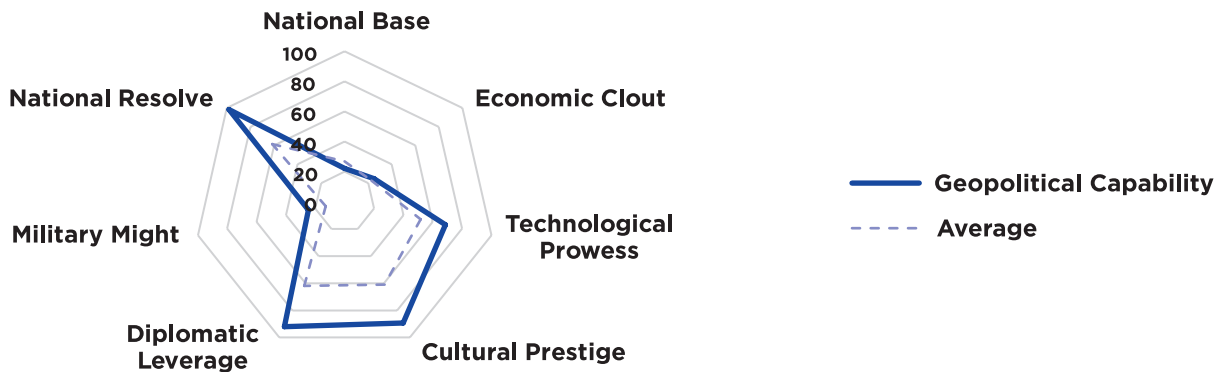 National Base
100
80
60
40
20
0
National Resolve
Economic Clout
Military Might
Technological
Prowess
Diplomatic
Leverage
Cultural Prestige
Geopolitical Capability
Average